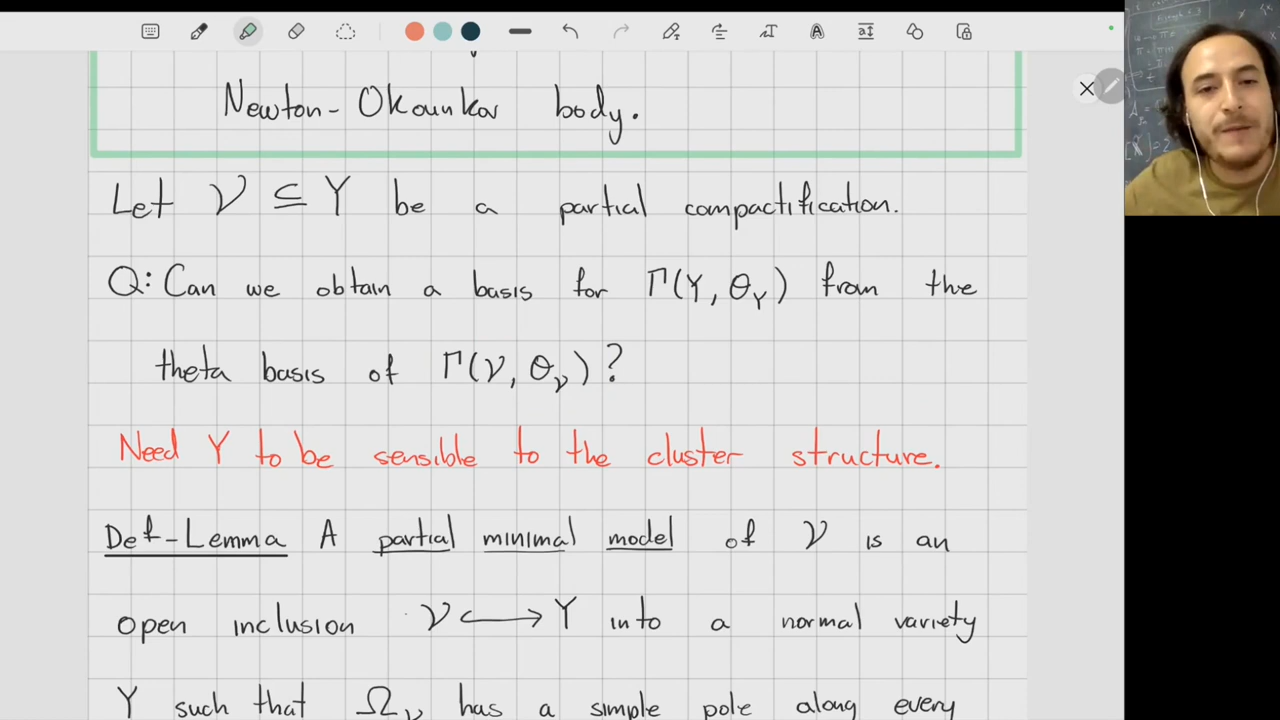 Newton-Okounkov body.
Let 𝒱 ⊆ Y be a partial compactification.
Q: Can we obtain a basis for Γ(Y, Θ_Y) from the
theta basis of Γ(𝒱, Θ_𝒱)?
Need Y to be sensible to the cluster structure.
Def-Lemma A partial minimal model of 𝒱 is an
open inclusion 𝒱 ↪ Y into a normal variety
Y such that Ω_𝒱 has a simple pole along every